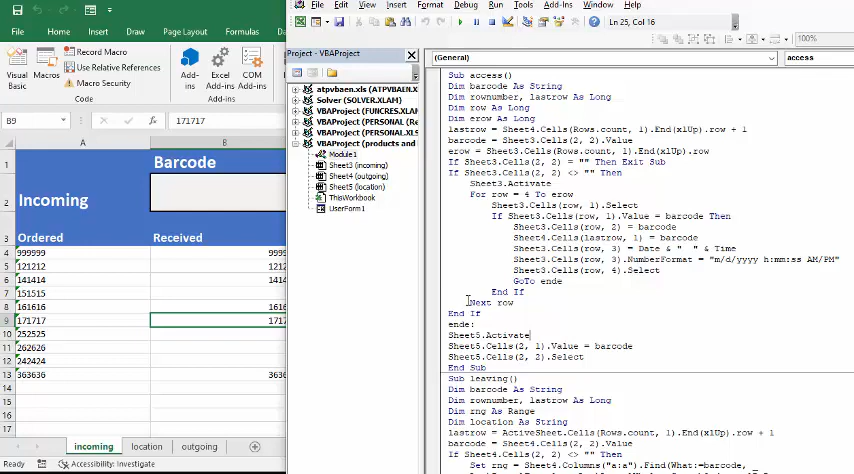 File
Home
Insert
Draw
Page Layout
Formulas
Da
Visual Basic
Macros
Record Macro
Use Relative References
Macro Security
Code
Add-ins
Excel Add-ins
COM Add-ins
Add-ins
B9
171717
A
B
1
Barcode
2
Incoming
3
Ordered
Received
4
999999
9999
5
121212
1212
6
141414
1414
7
151515
8
161616
1616
9
171717
1717
10
252525
11
262626
12
242424
13
363636
3636
14
15
16
17
incoming
location
outgoing
Ready
Accessibility: Investigate
File
Edit
View
Insert
Format
Debug
Run
Tools
Add-Ins
Window
Help
Ln 25, Col 16
100%
Project - VBAProject
atpvbaen.xls (ATPVBAEN.X
Solver (SOLVER.XLAM)
VBAProject (FUNCRES.XLAM)
VBAProject (PERSONAL (Re
VBAProject (PERSONAL.XLS
VBAProject (products and
Module1
Sheet3 (incoming)
Sheet4 (outgoing)
Sheet5 (location)
ThisWorkbook
UserForm1
(General)
access
Sub access()
Dim barcode As String
Dim rownumber, lastrow As Long
Dim row As Long
Dim erow As Long
lastrow = Sheet4.Cells(Rows.count, 1).End(xlUp).row + 1
barcode = Sheet3.Cells(2, 2).Value
erow = Sheet3.Cells(Rows.count, 1).End(xlUp).row
If Sheet3.Cells(2, 2) = "" Then Exit Sub
If Sheet3.Cells(2, 2) <> "" Then
Sheet3.Activate
For row = 4 To erow
Sheet3.Cells(row, 1).Select
If Sheet3.Cells(row, 1).Value = barcode Then
Sheet3.Cells(row, 2) = barcode
Sheet4.Cells(lastrow, 1) = barcode
Sheet3.Cells(row, 3) = Date & "  " & Time
Sheet3.Cells(row, 3).NumberFormat = "m/d/yyyy h:mm:ss AM/PM"
Sheet3.Cells(row, 4).Select
GoTo ende
End If
Next row
End If
ende:
Sheet5.Activate
Sheet5.Cells(2, 1).Value = barcode
Sheet5.Cells(2, 2).Select
End Sub
Sub leaving()
Dim barcode As String
Dim rownumber, lastrow As Long
Dim rng As Range
Dim location As String
lastrow = ActiveSheet.Cells(Rows.count, 1).End(xlUp).row + 1
barcode = Sheet4.Cells(2, 2).Value
If Sheet4.Cells(2, 2) <> "" Then
Set rng = Sheet4.Columns("a:a").Find(What:=barcode, _